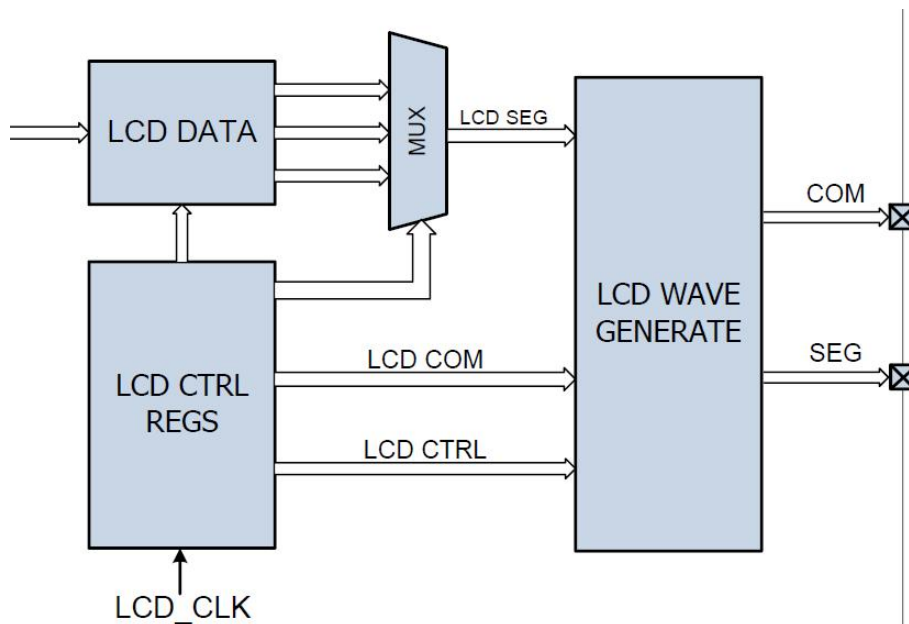 LCD DATA
MUX
LCD SEG
COM
LCD WAVE
GENERATE
SEG
LCD CTRL
REGS
LCD COM
LCD CTRL
LCD_CLK